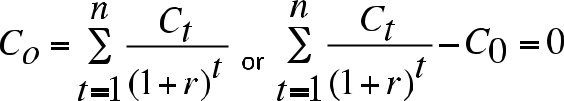 $C_o = \sum_{t=1}^{n} \frac{C_t}{(1+r)^t}$ or $\sum_{t=1}^{n} \frac{C_t}{(1+r)^t} - C_0 = 0$